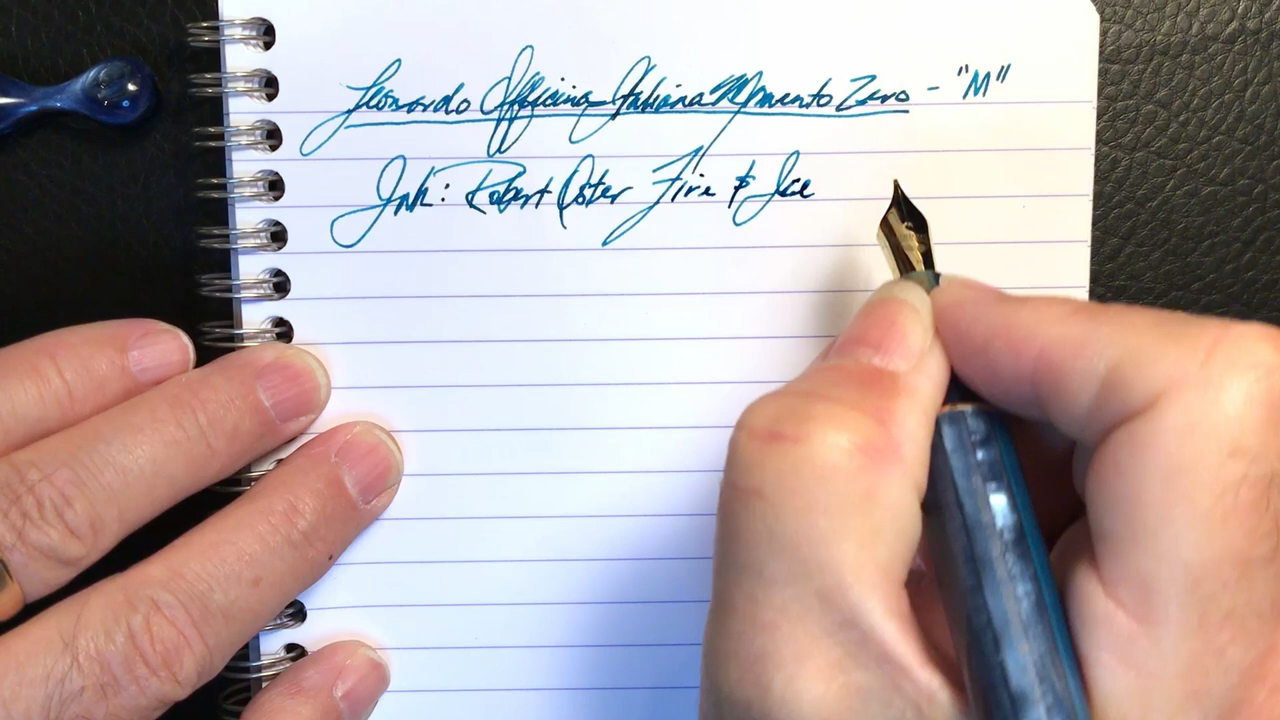 Leonardo Officina Italiana Momento Zero - "M"
Ink: Robert Oster Fire & Ice